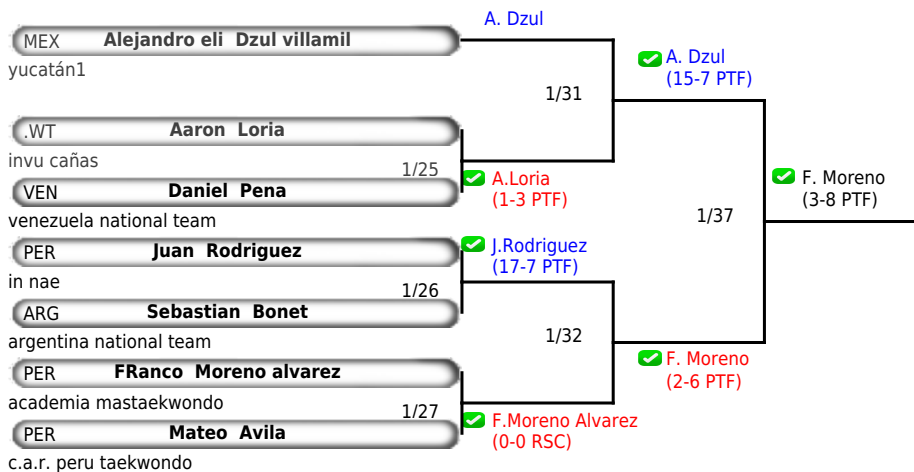 A. Dzul
MEX Alejandro eli Dzul villamil
yucatán1
A. Dzul
(15-7 PTF)
1/31
.WT Aaron Loria
invu cañas
1/25
VEN Daniel Pena
venezuela national team
A.Loria
(1-3 PTF)
F. Moreno
(3-8 PTF)
1/37
PER Juan Rodriguez
in nae
J.Rodriguez
(17-7 PTF)
1/26
ARG Sebastian Bonet
argentina national team
1/32
F. Moreno
(2-6 PTF)
PER FRanco Moreno alvarez
academia mastaekwondo
1/27
PER Mateo Avila
c.a.r. peru taekwondo
F.Moreno Alvarez
(0-0 RSC)